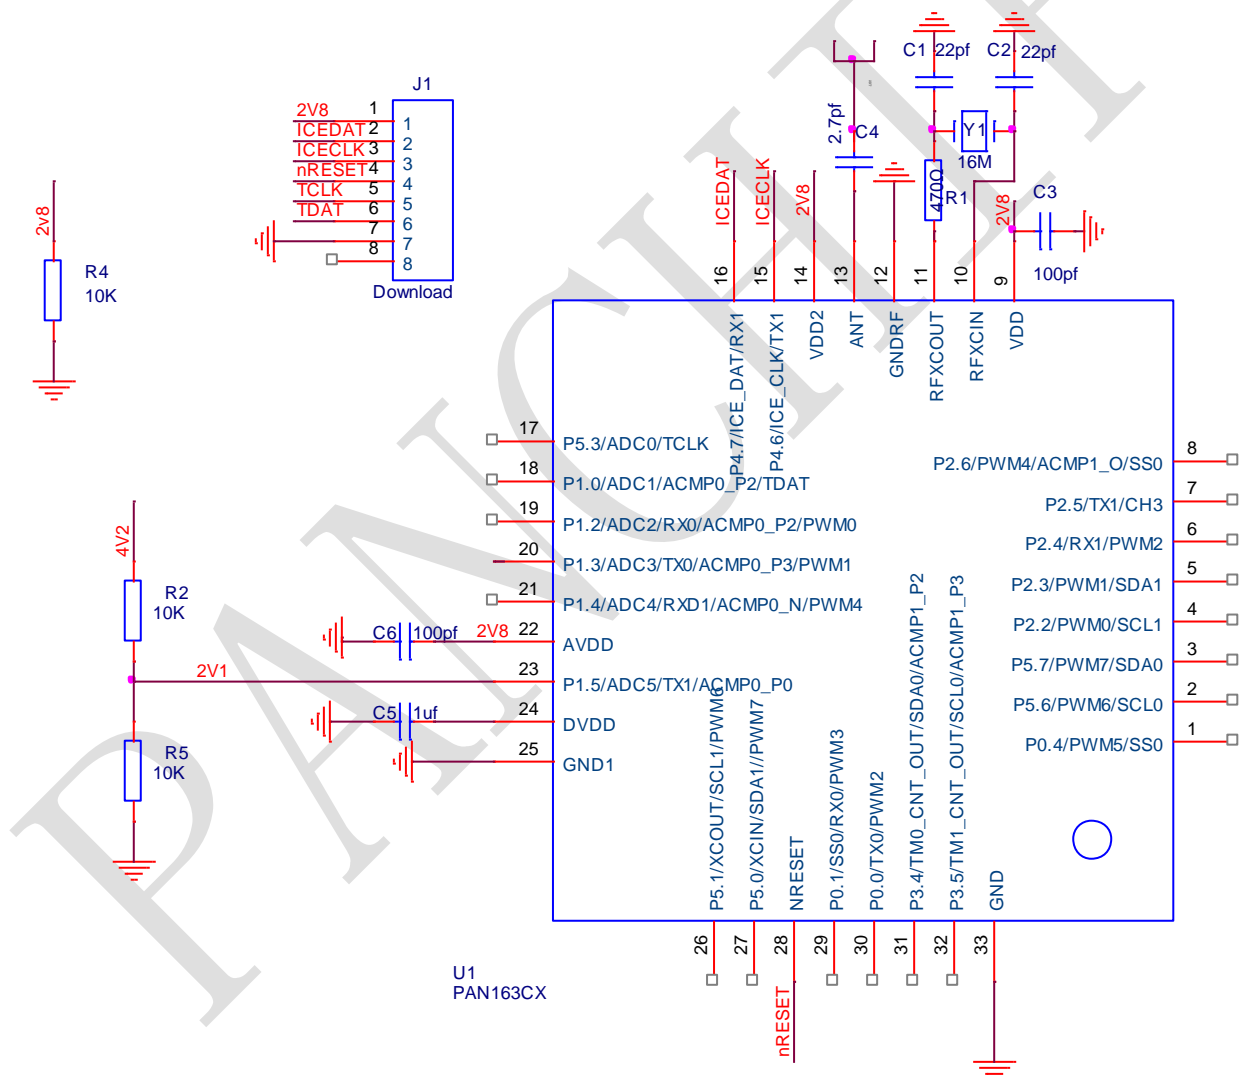 PANCHI
C1 22pf
C2 22pf
J1
2V8 1 1
ICEDAT 2 2
ICECLK 3 3
nRESET 4 4
TCLK 5 5
TDAT 6 6
7 7
8 8
Download
2.7pf C4
Y1
16M
470Ω R1
C3
2V8
100pf
ICEDAT
ICECLK
2V8
2v8
R4
10K
16 15 14 13 12 11 10 9
P4.7/ICE_DAT/RX1
P4.6/ICE_CLK/TX1
VDD2
ANT
GNDRF
RFXCOUT
RFXCIN
VDD
17 P5.3/ADC0/TCLK
18 P1.0/ADC1/ACMP0_P2/TDAT
19 P1.2/ADC2/RX0/ACMP0_P2/PWM0
20 P1.3/ADC3/TX0/ACMP0_P3/PWM1
21 P1.4/ADC4/RXD1/ACMP0_N/PWM4
C6 100pf 2V8 22 AVDD
2V1 23 P1.5/ADC5/TX1/ACMP0_P0
C5 1uf 24 DVDD
25 GND1
4V2
R2
10K
R5
10K
P2.6/PWM4/ACMP1_O/SS0 8
P2.5/TX1/CH3 7
P2.4/RX1/PWM2 6
P2.3/PWM1/SDA1 5
P2.2/PWM0/SCL1 4
P5.7/PWM7/SDA0 3
P5.6/PWM6/SCL0 2
P0.4/PWM5/SS0 1
P5.1/XCOUT/SCL1/PWM6
P5.0/XCIN/SDA1//PWM7
NRESET
P0.1/SS0/RX0/PWM3
P0.0/TX0/PWM2
P3.4/TM0_CNT_OUT/SDA0/ACMP1_P2
P3.5/TM1_CNT_OUT/SCL0/ACMP1_P3
GND
26 27 28 29 30 31 32 33
nRESET
U1
PAN163CX